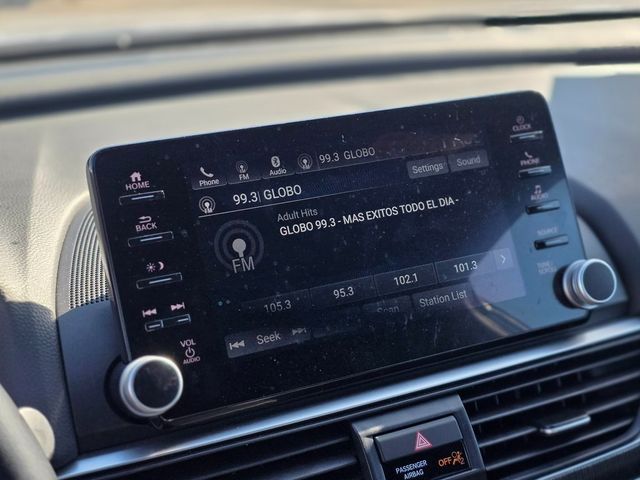 99.3 GLOBO
Phone
FM
Audio
Settings
Sound
99.3| GLOBO
Adult Hits
GLOBO 99.3 - MAS EXITOS TODO EL DIA -
FM
105.3
95.3
102.1
101.3
Seek
Scan
Station List
HOME
BACK
VOL
AUDIO
CLOCK
PHONE
AUDIO
SOURCE
TUNE/
SCROLL
PASSENGER
AIRBAG
OFF